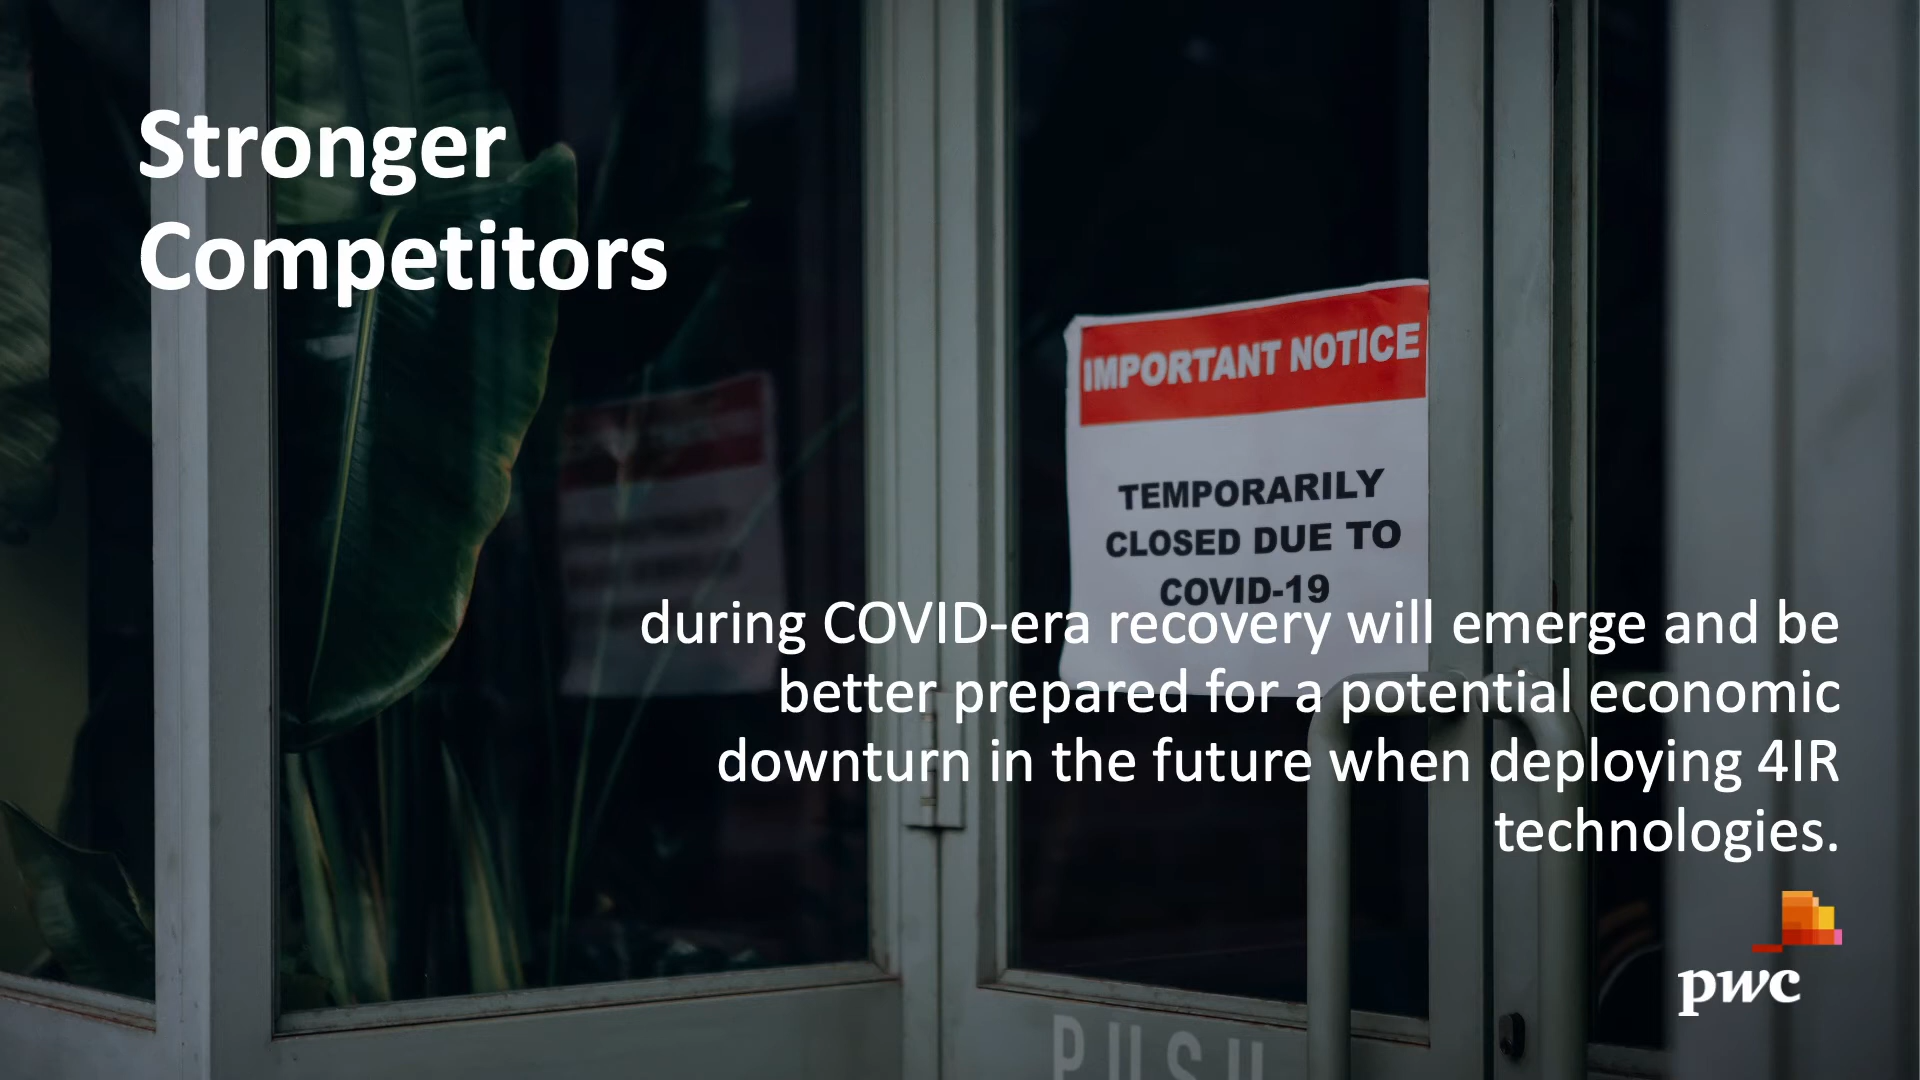 Stronger
Competitors
IMPORTANT NOTICE
TEMPORARILY
CLOSED DUE TO
COVID-19
during COVID-era recovery will emerge and be
better prepared for a potential economic
downturn in the future when deploying 4IR
technologies.
pwc
PUSH